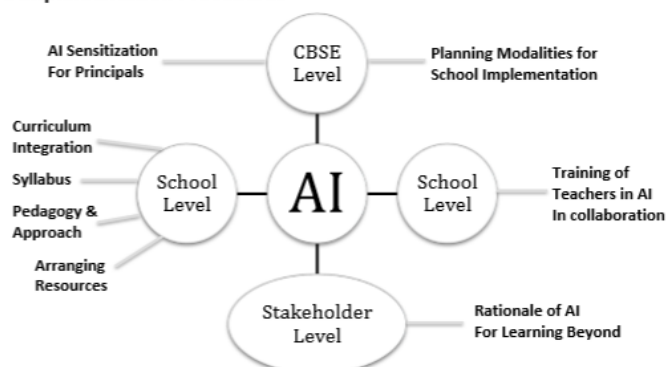 AI Sensitization
For Principals
CBSE
Level
Planning Modalities for
School Implementation
Curriculum
Integration
Syllabus
Pedagogy &
Approach
Arranging
Resources
School
Level
AI
School
Level
Training of
Teachers in AI
In collaboration
Stakeholder
Level
Rationale of AI
For Learning Beyond